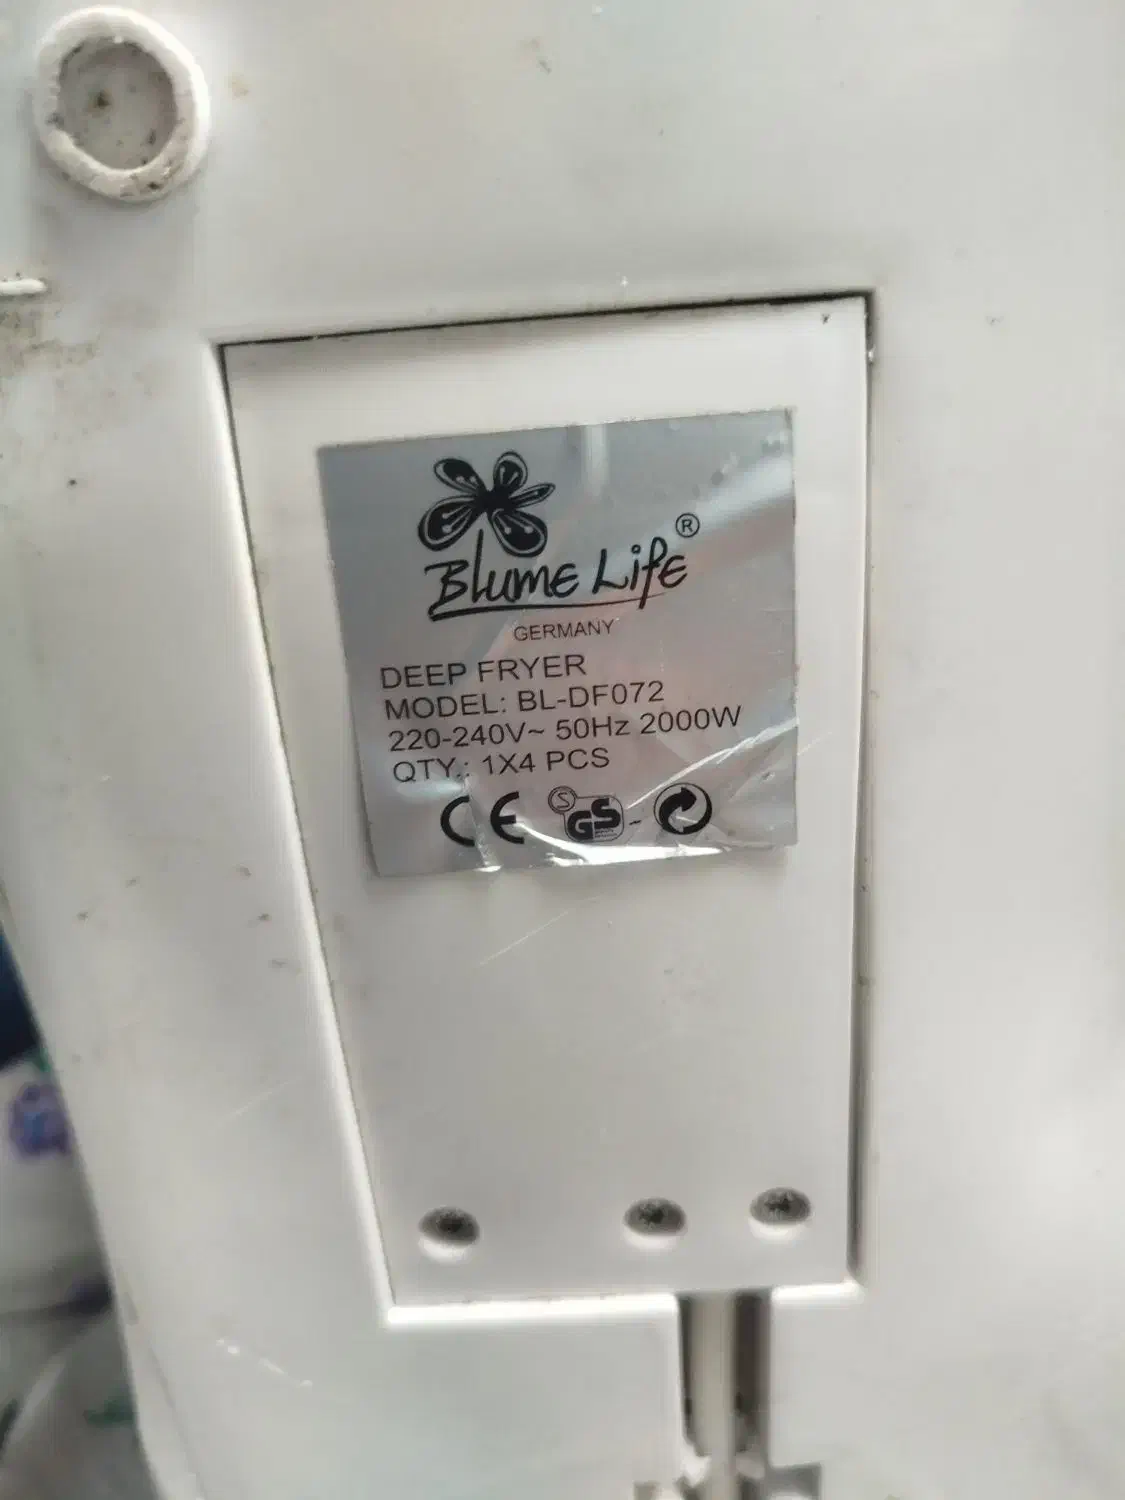 Blume Life®
GERMANY
DEEP FRYER
MODEL: BL-DF072
220-240V~ 50Hz 2000W
QTY.: 1X4 PCS
CE S GS